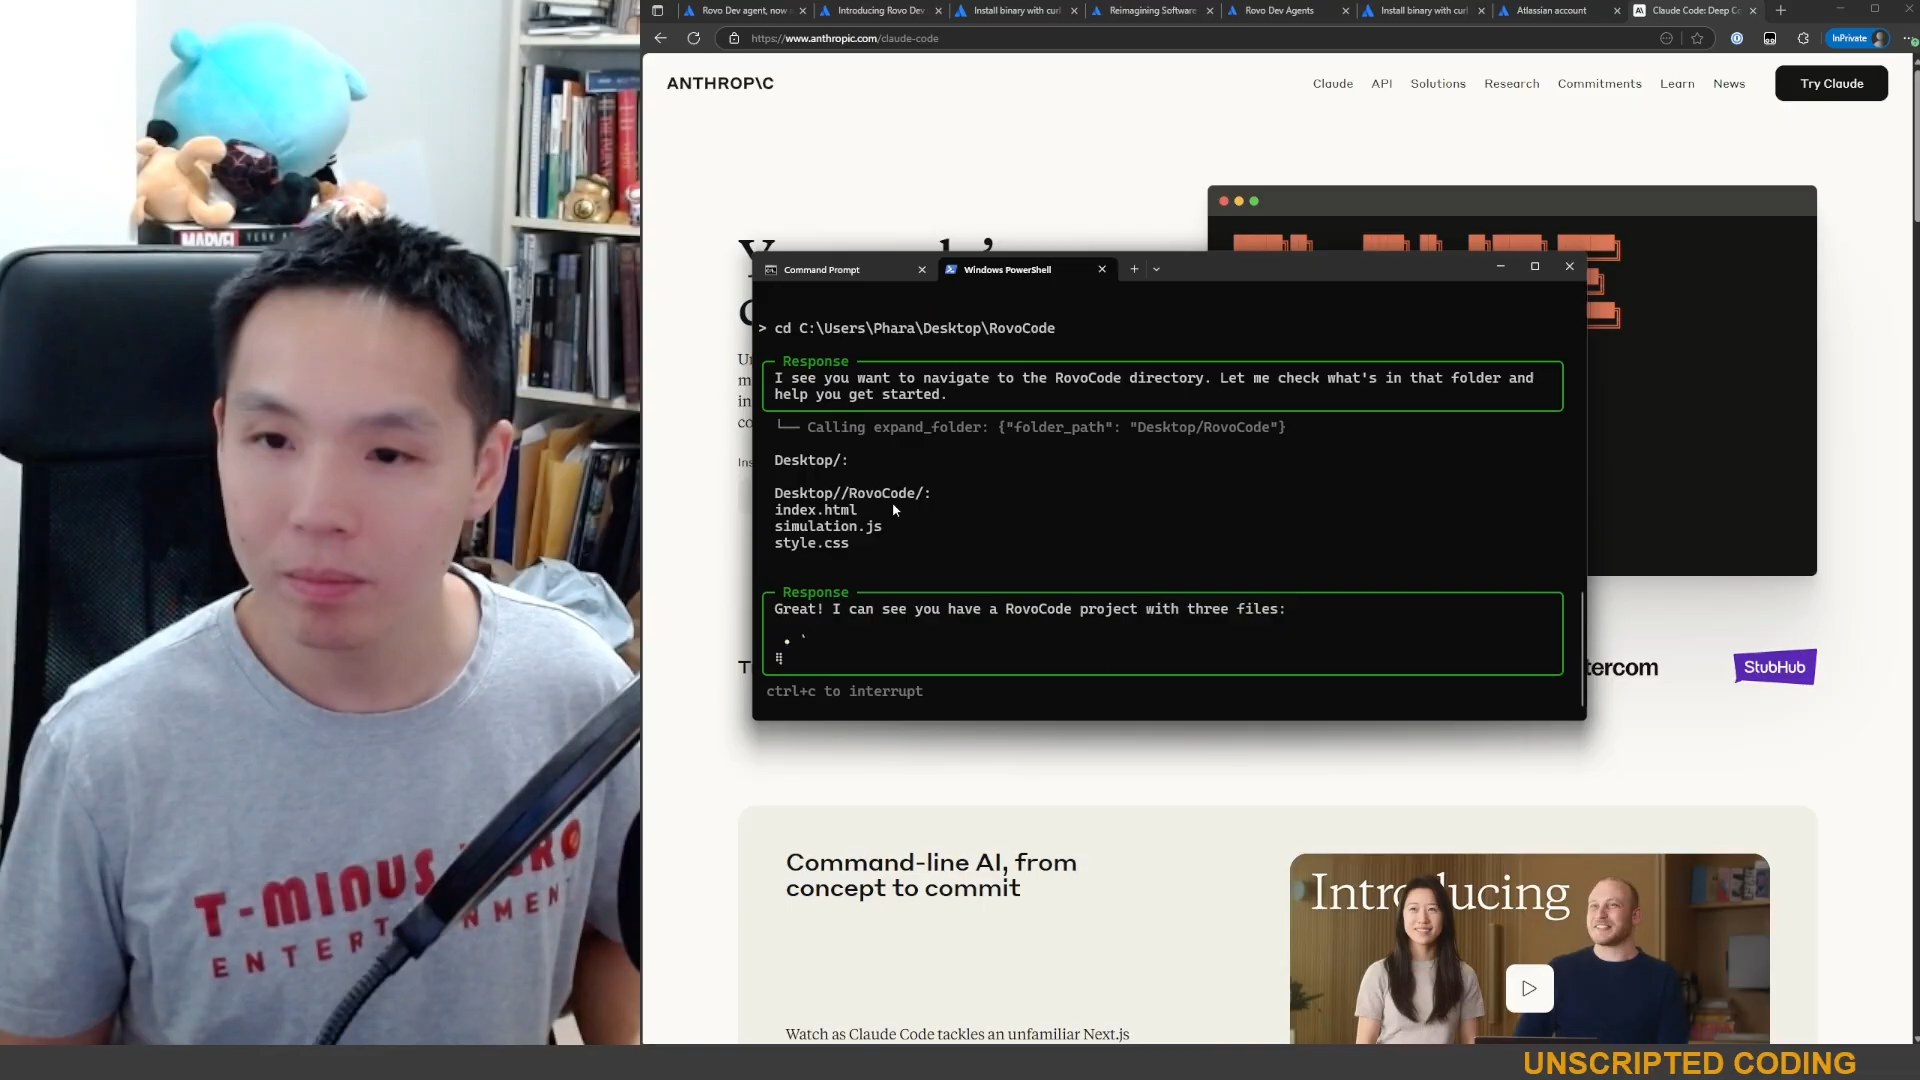 Rovo Dev agent, now a
Introducing Rovo Dev
Install binary with curl
Reimagining Software
Rovo Dev Agents
Install binary with curl
Atlassian account
Claude Code: Deep Co
https://www.anthropic.com/claude-code
InPrivate
ANTHROP\C
Claude
API
Solutions
Research
Commitments
Learn
News
Try Claude
Command Prompt
Windows PowerShell
> cd C:\Users\Phara\Desktop\RovoCode
Response
I see you want to navigate to the RovoCode directory. Let me check what's in that folder and
help you get started.
Calling expand_folder: {"folder_path": "Desktop/RovoCode"}
Desktop/:
Desktop//RovoCode/:
index.html
simulation.js
style.css
Response
Great! I can see you have a RovoCode project with three files:
• `
ctrl+c to interrupt
tercom
StubHub
Command-line AI, from
concept to commit
Introducing
Watch as Claude Code tackles an unfamiliar Next.js
MARVEL
T-MINUS
ENTERT NMENT
UNSCRIPTED CODING